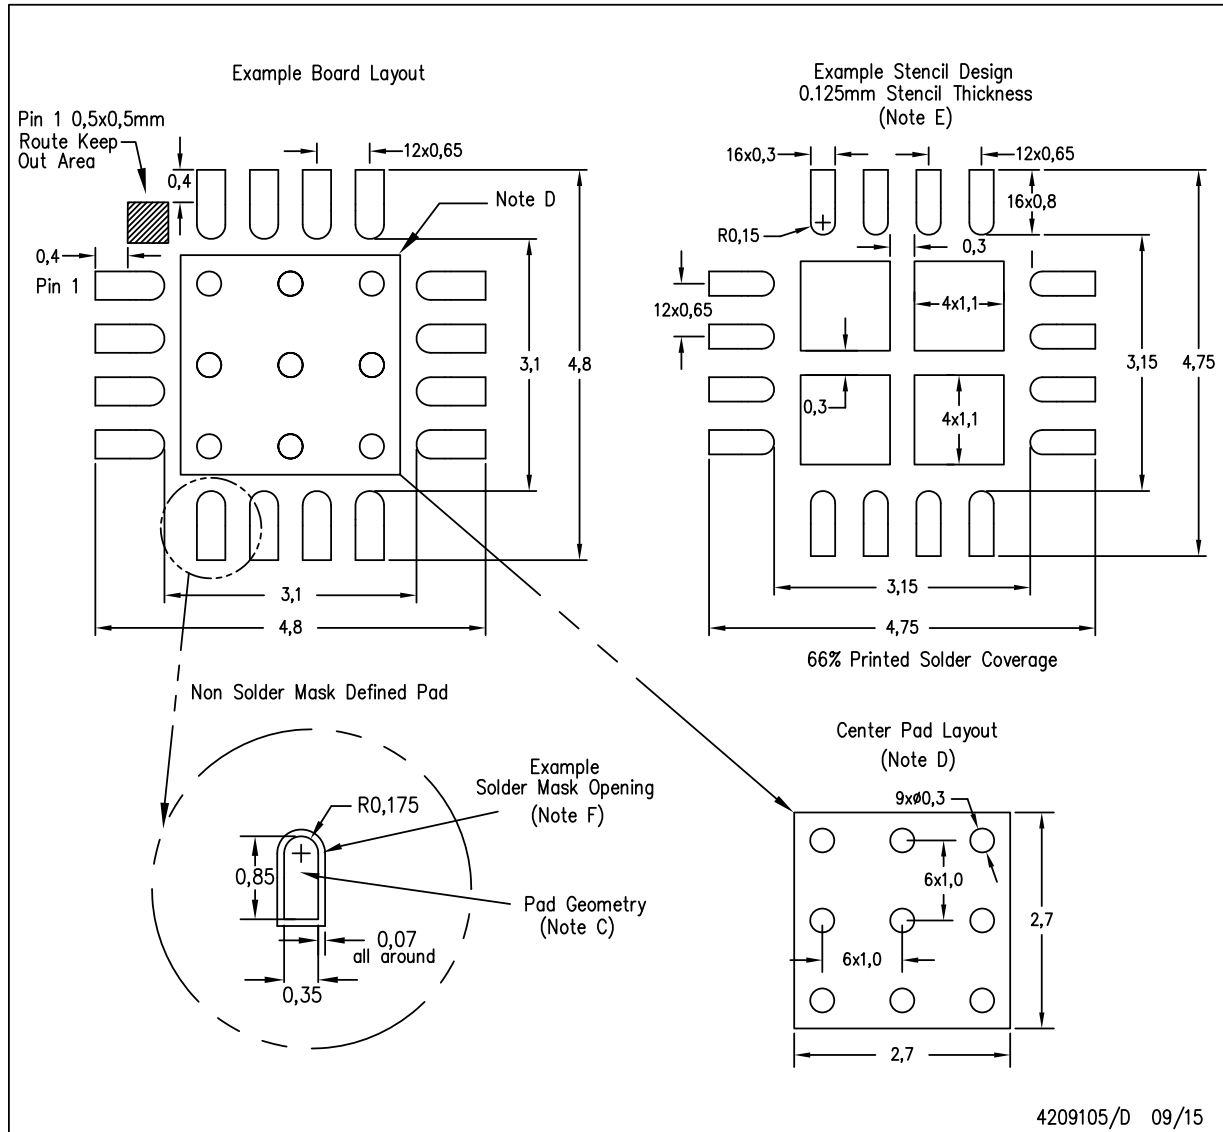 Example Board Layout
Pin 1 0,5x0,5mm
Route Keep
Out Area
0,4
12x0,65
Note D
0,4
Pin 1
3,1
4,8
3,1
4,8
Example Stencil Design
0.125mm Stencil Thickness
(Note E)
16x0,3
12x0,65
16x0,8
R0,15
0,3
12x0,65
4x1,1
3,15
4,75
0,3
4x1,1
3,15
4,75
66% Printed Solder Coverage
Non Solder Mask Defined Pad
Example
Solder Mask Opening
(Note F)
R0,175
0,85
Pad Geometry
(Note C)
0,07
all around
0,35
Center Pad Layout
(Note D)
9xø0,3
6x1,0
2,7
6x1,0
2,7
4209105/D 09/15